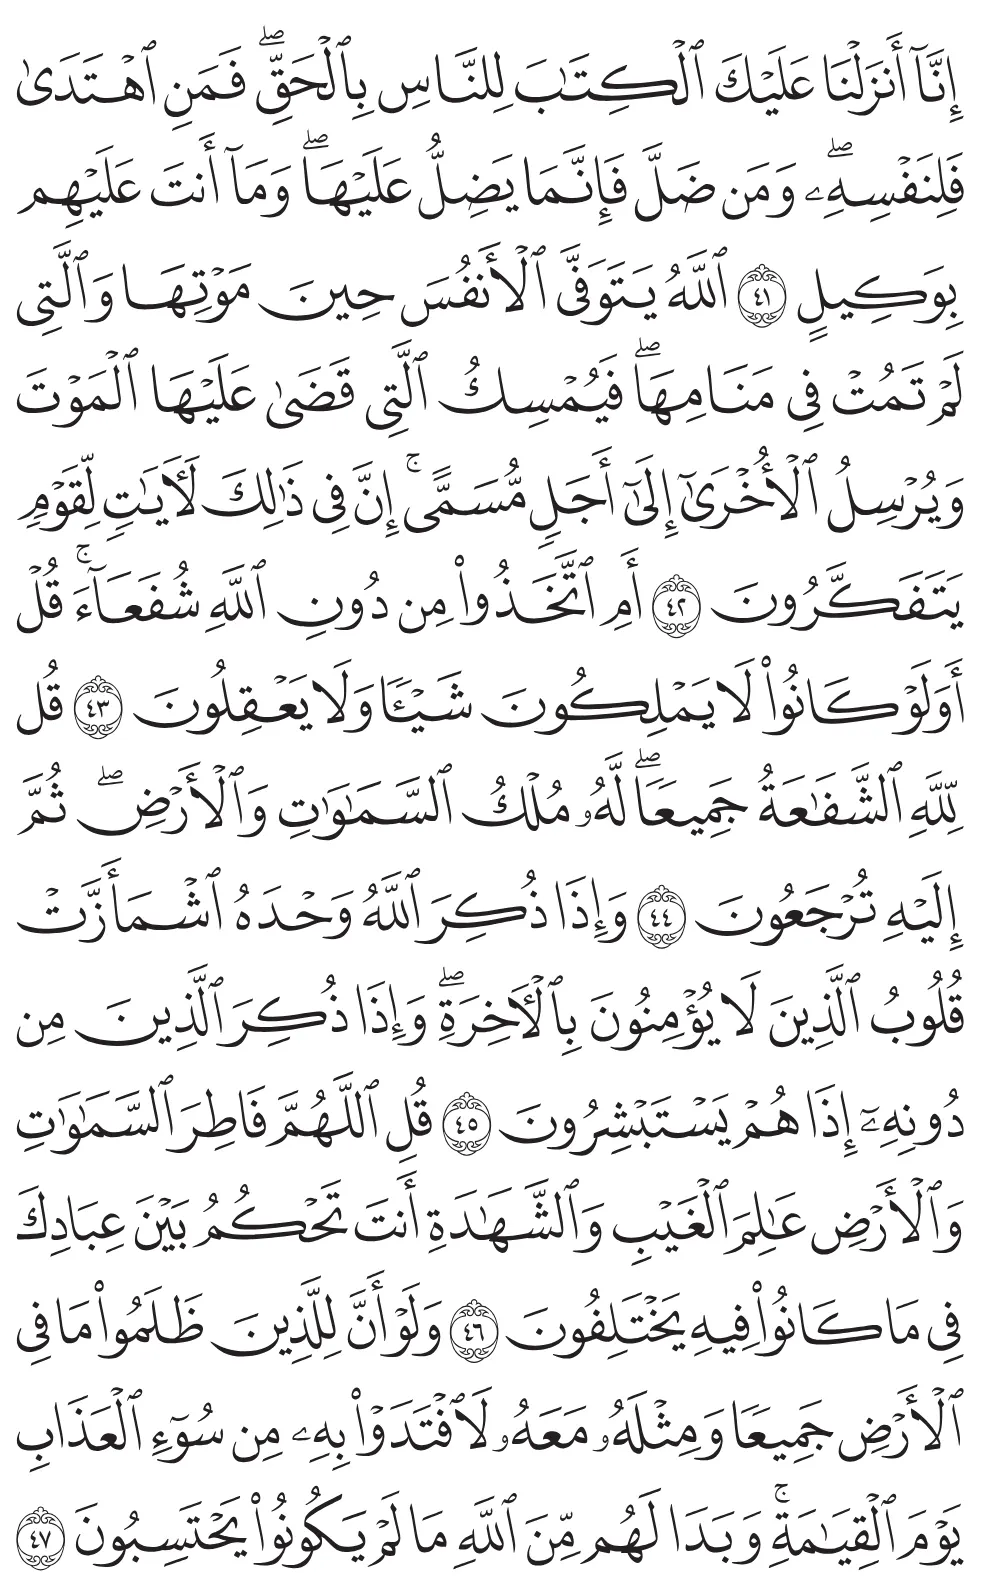 إِنَّآ أَنزَلْنَا عَلَيْكَ ٱلْكِتَـٰبَ لِلنَّاسِ بِٱلْحَقِّ ۖ فَمَنِ ٱهْتَدَىٰ
فَلِنَفْسِهِۦ ۖ وَمَن ضَلَّ فَإِنَّمَا يَضِلُّ عَلَيْهَا ۖ وَمَآ أَنتَ عَلَيْهِم
بِوَكِيلٍ ٤١ ٱللَّهُ يَتَوَفَّى ٱلْأَنفُسَ حِينَ مَوْتِهَا وَٱلَّتِى
لَمْ تَمُتْ فِى مَنَامِهَا ۖ فَيُمْسِكُ ٱلَّتِى قَضَىٰ عَلَيْهَا ٱلْمَوْتَ
وَيُرْسِلُ ٱلْأُخْرَىٰٓ إِلَىٰٓ أَجَلٍ مُّسَمًّى ۚ إِنَّ فِى ذَٰلِكَ لَـَٔايَـٰتٍ لِّقَوْمٍ
يَتَفَكَّرُونَ ٤٢ أَمِ ٱتَّخَذُوا۟ مِن دُونِ ٱللَّهِ شُفَعَآءَ ۚ قُلْ
أَوَلَوْ كَانُوا۟ لَا يَمْلِكُونَ شَيْـًٔا وَلَا يَعْقِلُونَ ٤٣ قُل
لِّلَّهِ ٱلشَّفَـٰعَةُ جَمِيعًا ۖ لَّهُۥ مُلْكُ ٱلسَّمَـٰوَٰتِ وَٱلْأَرْضِ ۖ ثُمَّ
إِلَيْهِ تُرْجَعُونَ ٤٤ وَإِذَا ذُكِرَ ٱللَّهُ وَحْدَهُ ٱشْمَأَزَّتْ
قُلُوبُ ٱلَّذِينَ لَا يُؤْمِنُونَ بِٱلْـَٔاخِرَةِ ۖ وَإِذَا ذُكِرَ ٱلَّذِينَ مِن
دُونِهِۦٓ إِذَا هُمْ يَسْتَبْشِرُونَ ٤٥ قُلِ ٱللَّهُمَّ فَاطِرَ ٱلسَّمَـٰوَٰتِ
وَٱلْأَرْضِ عَـٰلِمَ ٱلْغَيْبِ وَٱلشَّهَـٰدَةِ أَنتَ تَحْكُمُ بَيْنَ عِبَادِكَ
فِى مَا كَانُوا۟ فِيهِ يَخْتَلِفُونَ ٤٦ وَلَوْ أَنَّ لِلَّذِينَ ظَلَمُوا۟ مَا فِى
ٱلْأَرْضِ جَمِيعًا وَمِثْلَهُۥ مَعَهُۥ لَٱفْتَدَوْا۟ بِهِۦ مِن سُوٓءِ ٱلْعَذَابِ
يَوْمَ ٱلْقِيَـٰمَةِ ۚ وَبَدَا لَهُم مِّنَ ٱللَّهِ مَا لَمْ يَكُونُوا۟ يَحْتَسِبُونَ ٤٧